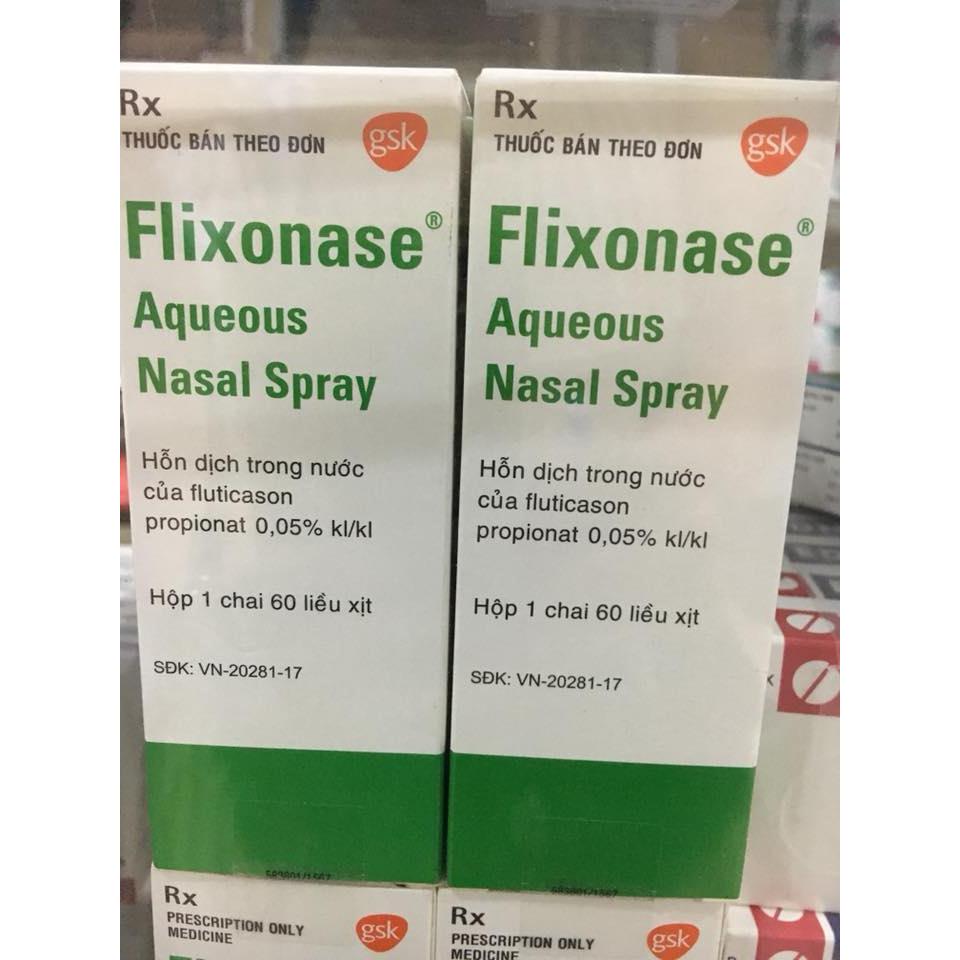 Rx
THUỐC BÁN THEO ĐƠN
gsk
Flixonase®
Aqueous
Nasal Spray
Hỗn dịch trong nước
của fluticason
propionat 0,05% kl/kl
Hộp 1 chai 60 liều xịt
SĐK: VN-20281-17
Rx
THUỐC BÁN THEO ĐƠN
gsk
Flixonase®
Aqueous
Nasal Spray
Hỗn dịch trong nước
của fluticason
propionat 0,05% kl/kl
Hộp 1 chai 60 liều xịt
SĐK: VN-20281-17
Rx
PRESCRIPTION ONLY
MEDICINE
gsk
Rx
PRESCRIPTION ONLY
MEDICINE
gsk